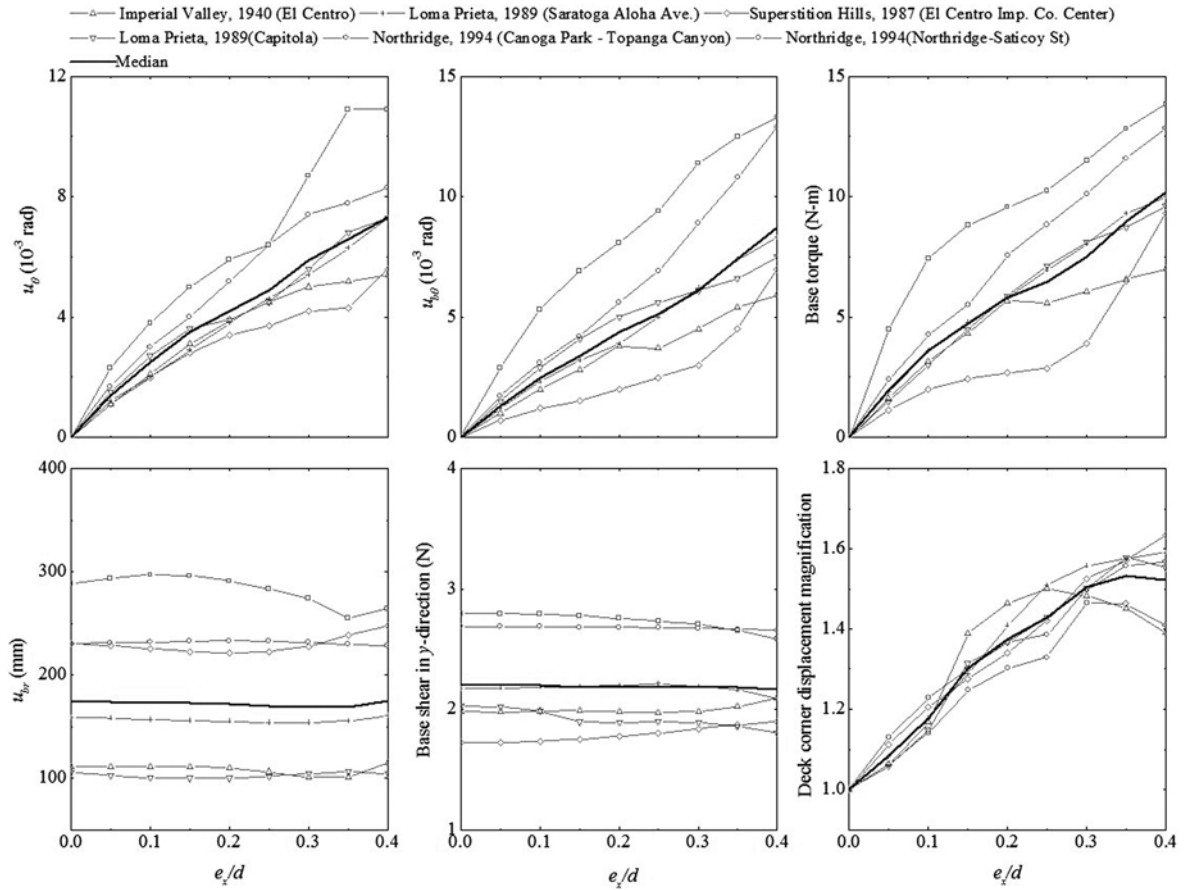 Imperial Valley, 1940 (El Centro) Loma Prieta, 1989 (Saratoga Aloha Ave.) Superstition Hills, 1987 (El Centro Imp. Co. Center)
Loma Prieta, 1989(Capitola) Northridge, 1994 (Canoga Park - Topanga Canyon) Northridge, 1994(Northridge-Saticoy St)
Median
12
8
4
0
u_θ (10⁻³ rad)
15
10
5
0
u_bθ (10⁻³ rad)
15
10
5
0
Base torque (N-m)
400
300
200
100
0.0 0.1 0.2 0.3 0.4
u_br (mm)
e_x/d
4
3
2
1
0.0 0.1 0.2 0.3 0.4
Base shear in y-direction (N)
e_x/d
1.8
1.6
1.4
1.2
1.0
0.0 0.1 0.2 0.3 0.4
Deck corner displacement magnification
e_x/d